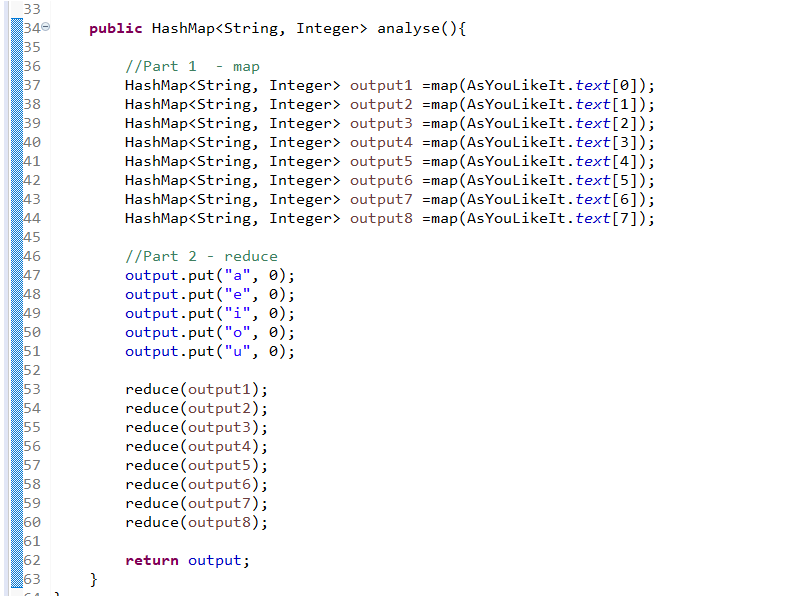 33
34 public HashMap<String, Integer> analyse(){
35
36 //Part 1  - map
37 HashMap<String, Integer> output1 =map(AsYouLikeIt.text[0]);
38 HashMap<String, Integer> output2 =map(AsYouLikeIt.text[1]);
39 HashMap<String, Integer> output3 =map(AsYouLikeIt.text[2]);
40 HashMap<String, Integer> output4 =map(AsYouLikeIt.text[3]);
41 HashMap<String, Integer> output5 =map(AsYouLikeIt.text[4]);
42 HashMap<String, Integer> output6 =map(AsYouLikeIt.text[5]);
43 HashMap<String, Integer> output7 =map(AsYouLikeIt.text[6]);
44 HashMap<String, Integer> output8 =map(AsYouLikeIt.text[7]);
45
46 //Part 2 - reduce
47 output.put("a", 0);
48 output.put("e", 0);
49 output.put("i", 0);
50 output.put("o", 0);
51 output.put("u", 0);
52
53 reduce(output1);
54 reduce(output2);
55 reduce(output3);
56 reduce(output4);
57 reduce(output5);
58 reduce(output6);
59 reduce(output7);
60 reduce(output8);
61
62 return output;
63 }